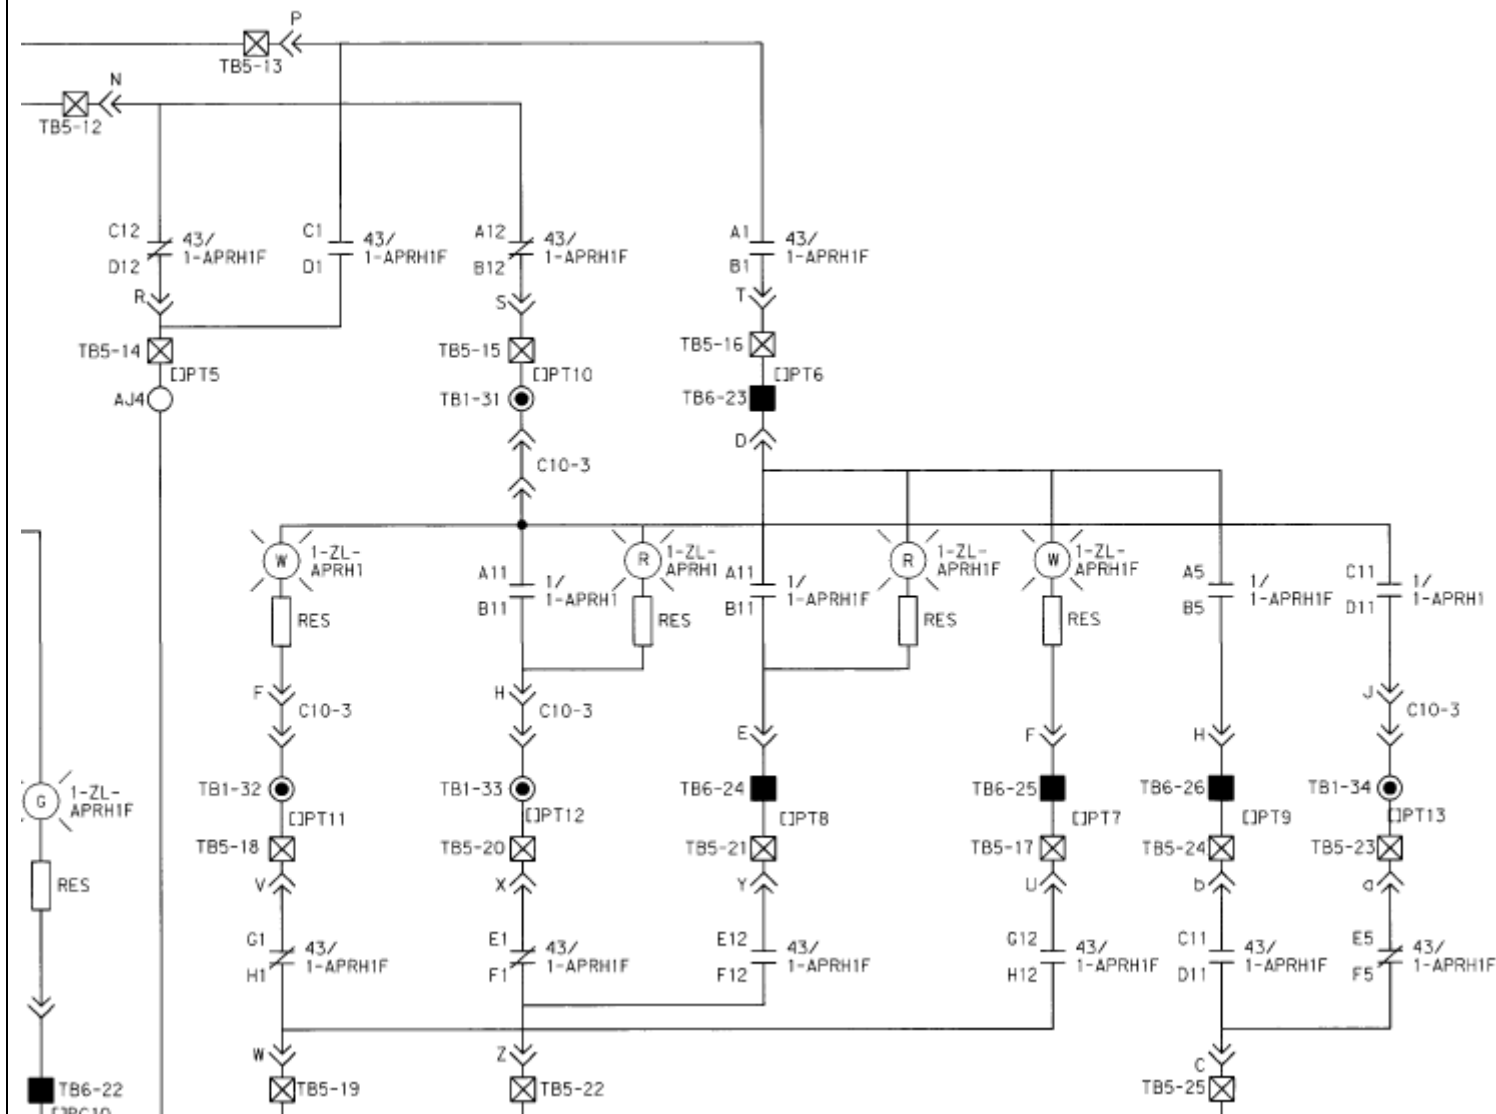 P
TB5-13
N
TB5-12
C12
43/
1-APRH1F
D12
C1
43/
1-APRH1F
D1
A12
43/
1-APRH1F
B12
A1
43/
1-APRH1F
B1
R
S
T
TB5-14
TB5-15
TB5-16
[]PT5
[]PT10
[]PT6
AJ4
TB1-31
TB6-23
D
C10-3
W
1-ZL-
APRH1
RES
A11
1/
1-APRH1
B11
R
1-ZL-
APRH1
RES
A11
1/
1-APRH1F
B11
R
1-ZL-
APRH1F
RES
W
1-ZL-
APRH1F
RES
A5
1/
1-APRH1F
B5
C11
1/
1-APRH1
D11
F
C10-3
H
C10-3
E
F
H
J
C10-3
G
1-ZL-
APRH1F
RES
TB1-32
TB1-33
TB6-24
TB6-25
TB6-26
TB1-34
[]PT11
[]PT12
[]PT8
[]PT7
[]PT9
[]PT13
TB5-18
TB5-20
TB5-21
TB5-17
TB5-24
TB5-23
V
X
Y
U
b
a
G1
43/
1-APRH1F
H1
E1
43/
1-APRH1F
F1
E12
43/
1-APRH1F
F12
G12
43/
1-APRH1F
H12
C11
43/
1-APRH1F
D11
E5
43/
1-APRH1F
F5
W
Z
C
TB6-22
TB5-19
TB5-22
TB5-25